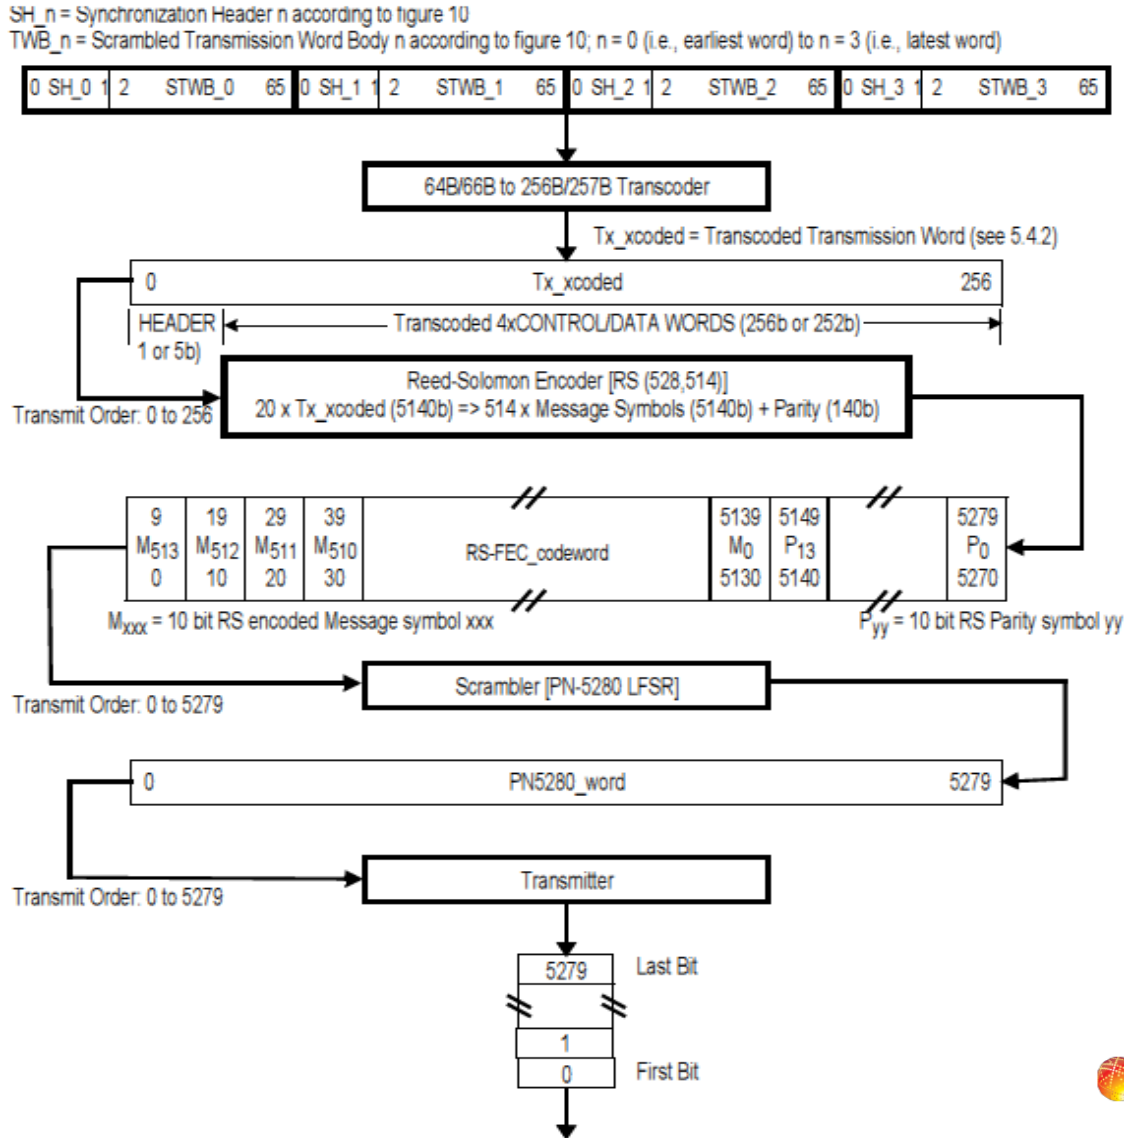 SH_n = Synchronization Header n according to figure 10
TWB_n = Scrambled Transmission Word Body n according to figure 10; n = 0 (i.e., earliest word) to n = 3 (i.e., latest word)
0 SH_0 1 2 STWB_0 65 0 SH_1 1 2 STWB_1 65 0 SH_2 1 2 STWB_2 65 0 SH_3 1 2 STWB_3 65
64B/66B to 256B/257B Transcoder
Tx_xcoded = Transcoded Transmission Word (see 5.4.2)
0 Tx_xcoded 256
HEADER Transcoded 4xCONTROL/DATA WORDS (256b or 252b)
1 or 5b)
Reed-Solomon Encoder [RS (528,514)]
20 x Tx_xcoded (5140b) => 514 x Message Symbols (5140b) + Parity (140b)
Transmit Order: 0 to 256
9 19 29 39 5139 5149 5279
M513 M512 M511 M510 RS-FEC_codeword M0 P13 P0
0 10 20 30 5130 5140 5270
Mxxx = 10 bit RS encoded Message symbol xxx Pyy = 10 bit RS Parity symbol yy
Scrambler [PN-5280 LFSR]
Transmit Order: 0 to 5279
0 PN5280_word 5279
Transmitter
Transmit Order: 0 to 5279
5279 Last Bit
1
0 First Bit